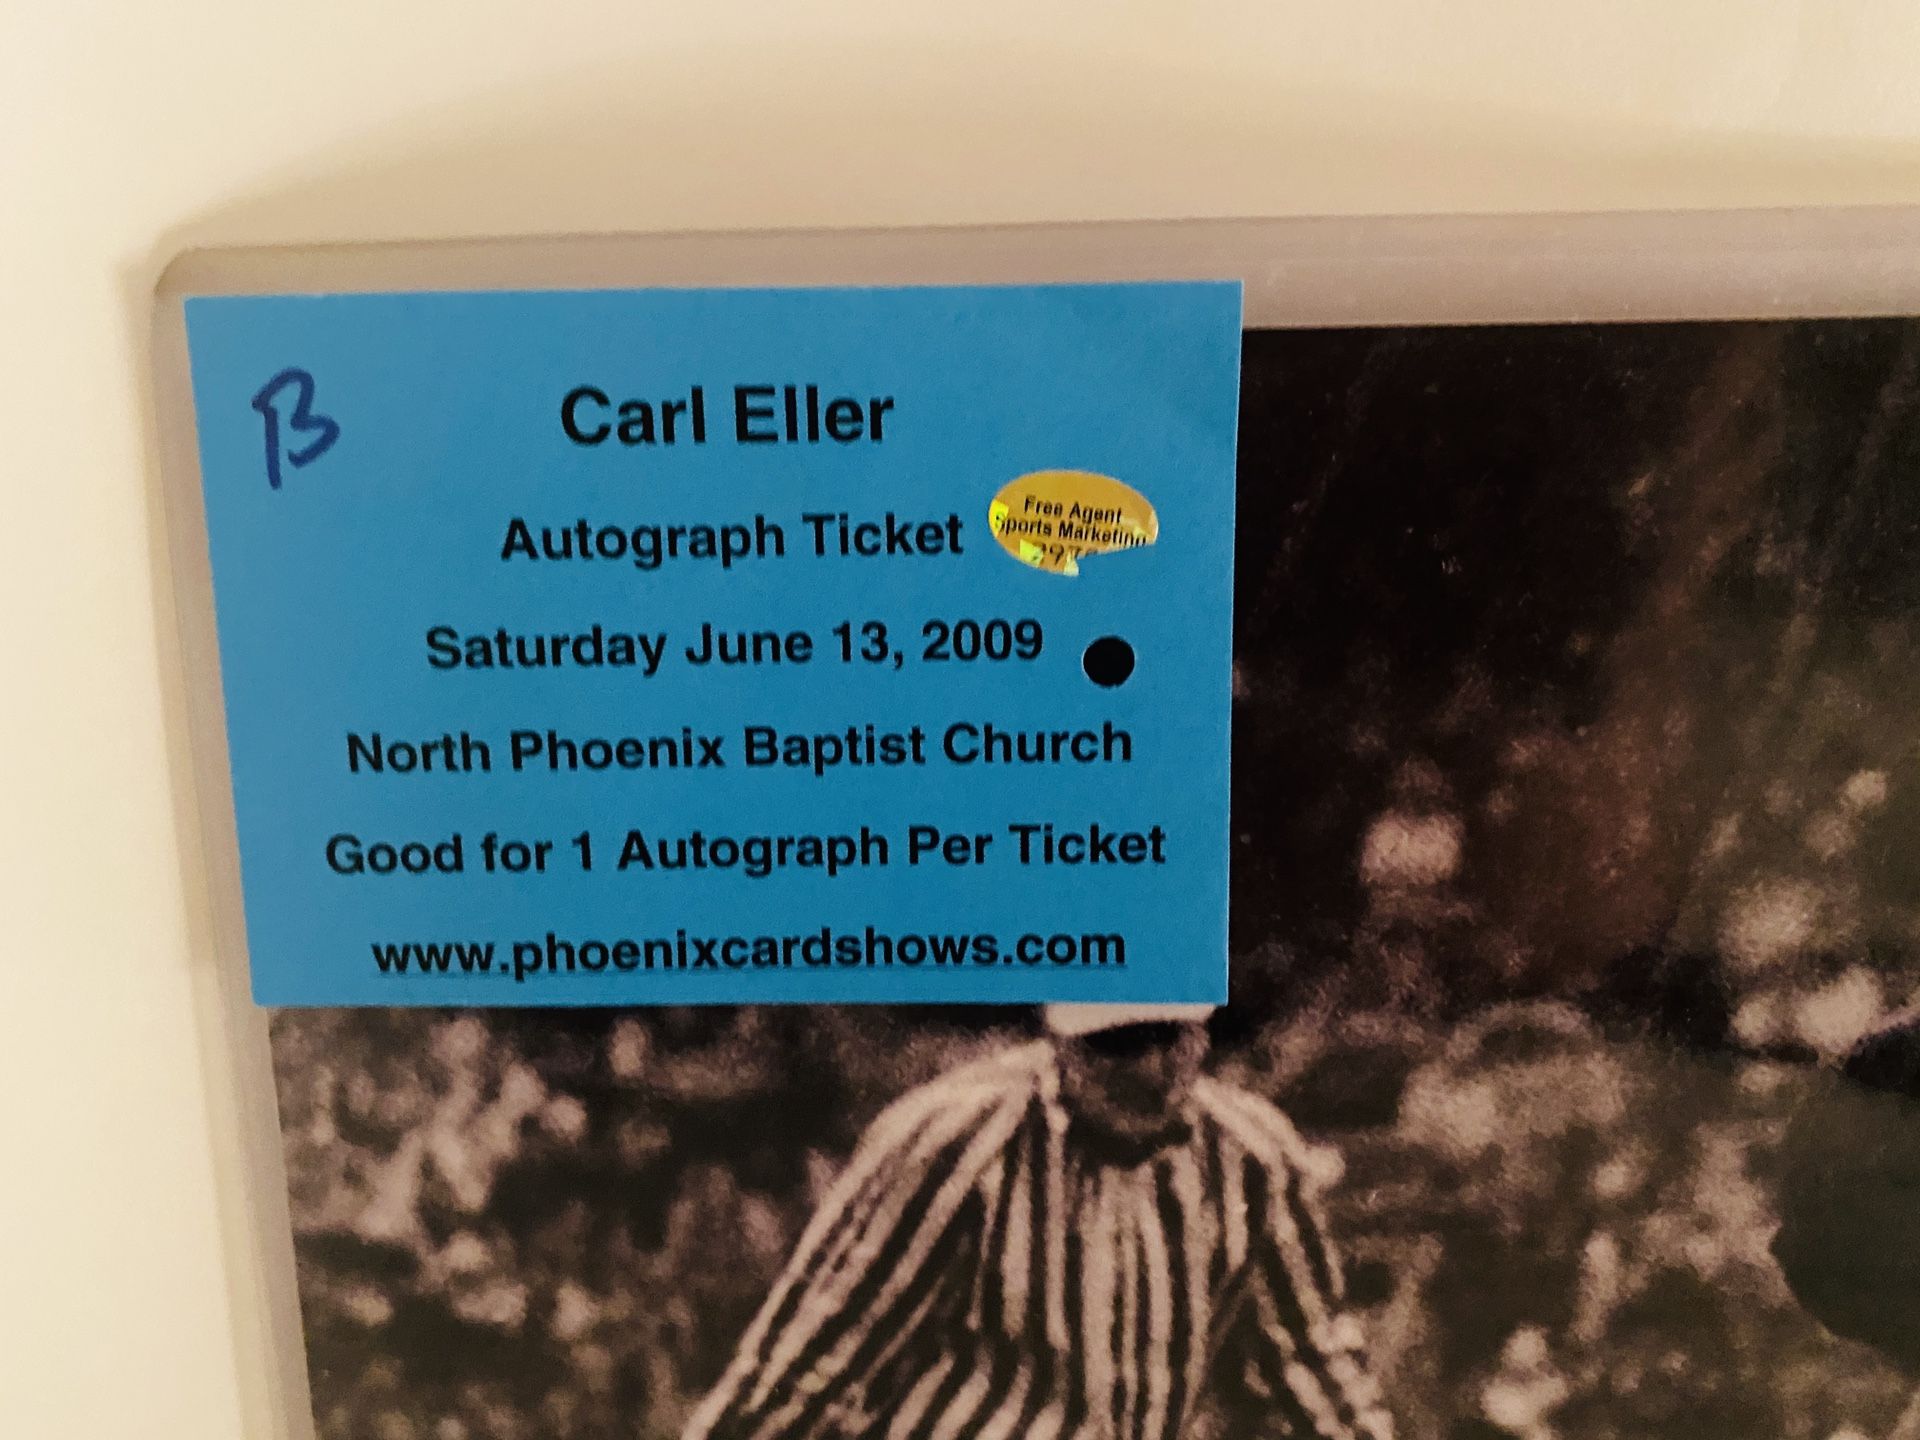 B
Carl Eller
Autograph Ticket
Free Agent
Sports Marketing
Saturday June 13, 2009
North Phoenix Baptist Church
Good for 1 Autograph Per Ticket
www.phoenixcardshows.com